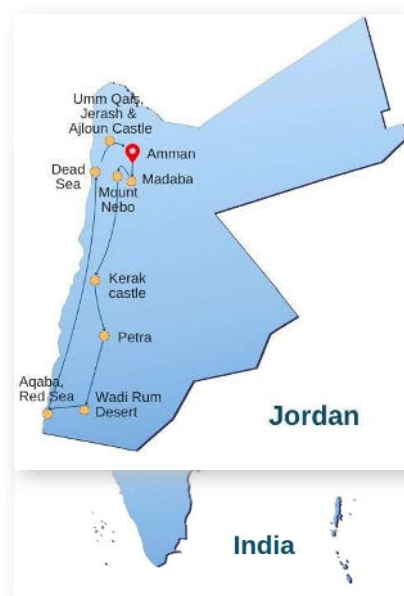 Umm Qais,
Jerash &
Ajloun Castle
Amman
Dead
Sea
Madaba
Mount
Nebo
Kerak
castle
Petra
Aqaba,
Red Sea
Wadi Rum
Desert
Jordan
India